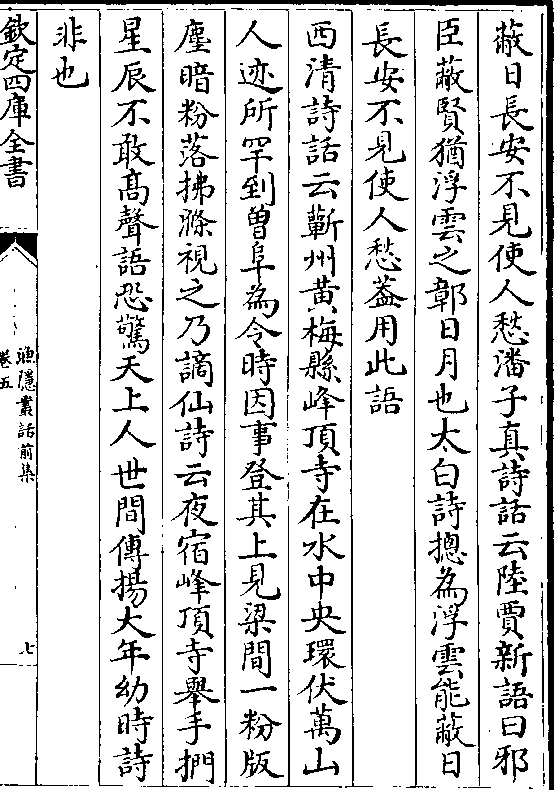 蔽日長安不見使人愁潘子真詩話云陸賈新語曰邪
臣蔽賢猶浮雲之鄣日月也太白詩摠為浮雲能蔽日
長安不見使人愁葢用此語
西清詩話云蘄州黄梅縣峰頂寺在水中央環伏萬山
人迹所罕到曽阜為令時因事登其上見梁間一粉版
塵暗粉落拂滌視之乃謫仙詩云夜宿峰頂寺舉手捫
星辰不敢髙聲語恐驚天上人世間傳揚大年幼時詩
非也
欽定四庫全書
漁隱叢話前集
卷五
七